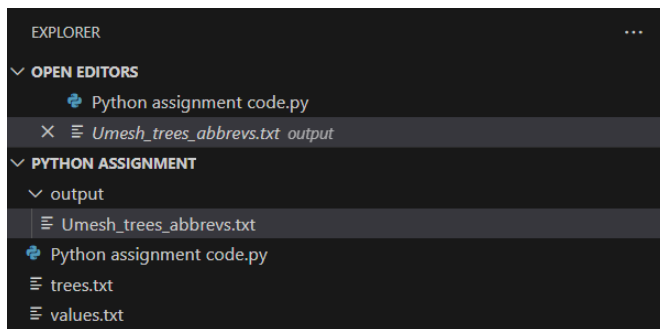 EXPLORER
OPEN EDITORS
Python assignment code.py
Umesh_trees_abbrevs.txt output
PYTHON ASSIGNMENT
output
Umesh_trees_abbrevs.txt
Python assignment code.py
trees.txt
values.txt